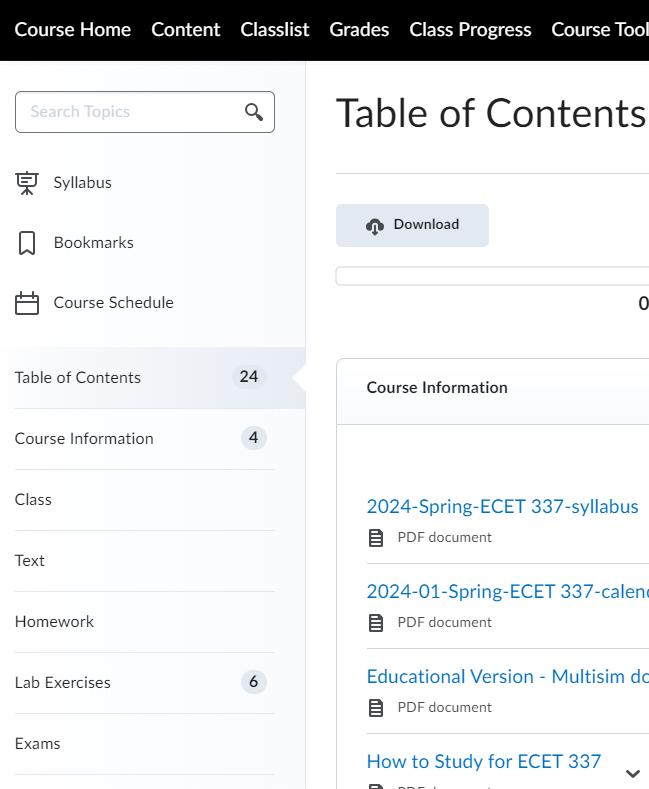 Course Home Content Classlist Grades Class Progress Course Tool
Search Topics
Syllabus
Bookmarks
Course Schedule
Table of Contents 24
Course Information 4
Class
Text
Homework
Lab Exercises 6
Exams
Table of Contents
Download
0
Course Information
2024-Spring-ECET 337-syllabus
PDF document
2024-01-Spring-ECET 337-calen
PDF document
Educational Version - Multisim do
PDF document
How to Study for ECET 337
PDF document